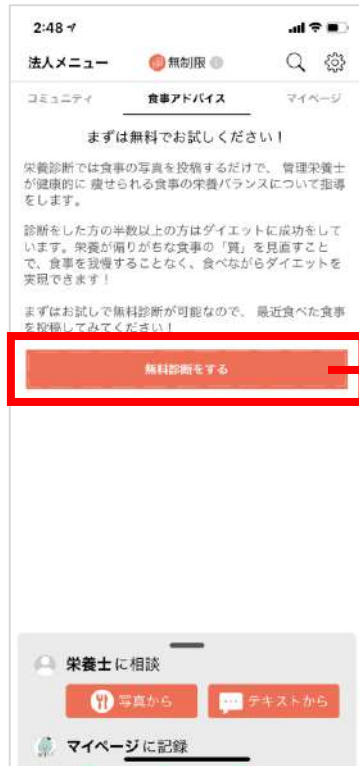 2:48
法人メニュー 無制限
コミュニティ 食事アドバイス マイページ
まずは無料でお試しください！
栄養診断では食事の写真を投稿するだけで、 管理栄養士
が健康的に 痩せられる食事の栄養バランスについて指導
をします。
診断をした方の半数以上の方はダイエットに成功をして
います。栄養が偏りがちな食事の「質」を見直すこと
で、食事を我慢することなく、食べながらダイエットを
実現できます！
まずはお試しで無料診断が可能なので、 最近食べた食事
を投稿してみてください！
無料診断をする
栄養士に相談
写真から テキストから
マイページに記録